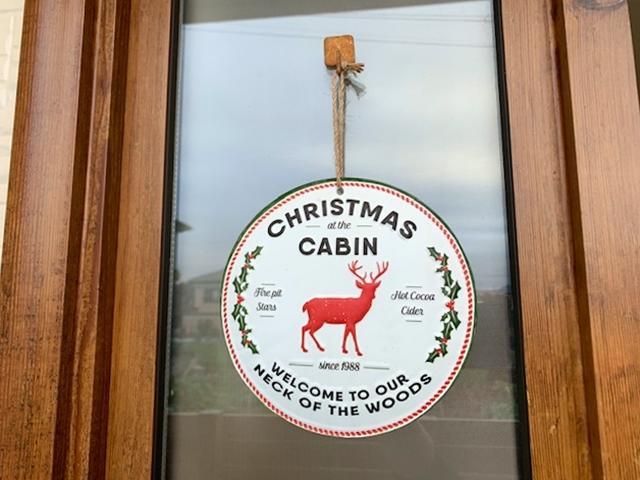 CHRISTMAS
at the
CABIN
Fire pit
Stars
Hot Cocoa
Cider
since 1988
WELCOME TO OUR
NECK OF THE WOODS